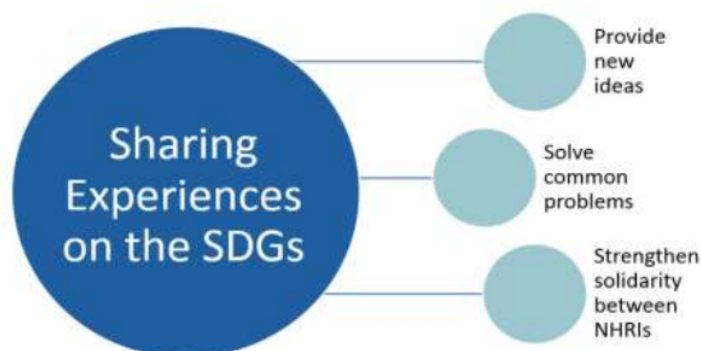 Sharing
Experiences
on the SDGs
Provide
new
ideas
Solve
common
problems
Strengthen
solidarity
between
NHRIs